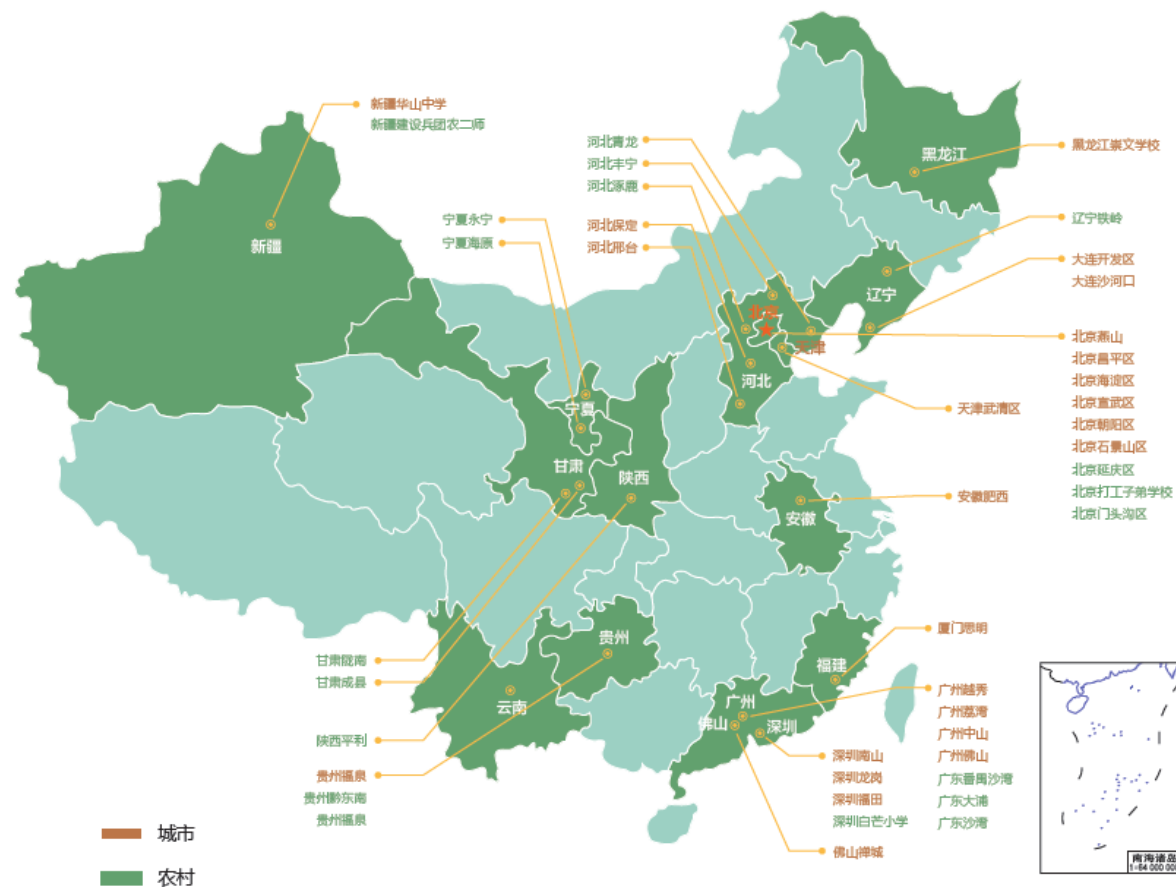 新疆华山中学
新疆建设兵团农二师
新疆
宁夏永宁
宁夏海原
河北青龙
河北丰宁
河北涿鹿
河北保定
河北邢台
黑龙江
黑龙江崇文学校
辽宁铁岭
大连开发区
大连沙河口
辽宁
北京
天津
河北
北京燕山
北京昌平区
北京海淀区
北京宣武区
北京朝阳区
北京石景山区
北京延庆区
北京打工子弟学校
北京门头沟区
天津武清区
宁夏
甘肃
陕西
安徽
安徽肥西
甘肃陇南
甘肃成县
陕西平利
贵州福泉
贵州黔东南
贵州福泉
贵州
云南
福建
厦门思明
广州
佛山
深圳
广州越秀
广州荔湾
广州中山
广州佛山
广东番禺沙湾
广东大浦
广东沙湾
深圳南山
深圳龙岗
深圳福田
深圳白芒小学
佛山禅城
城市
农村
南海诸岛